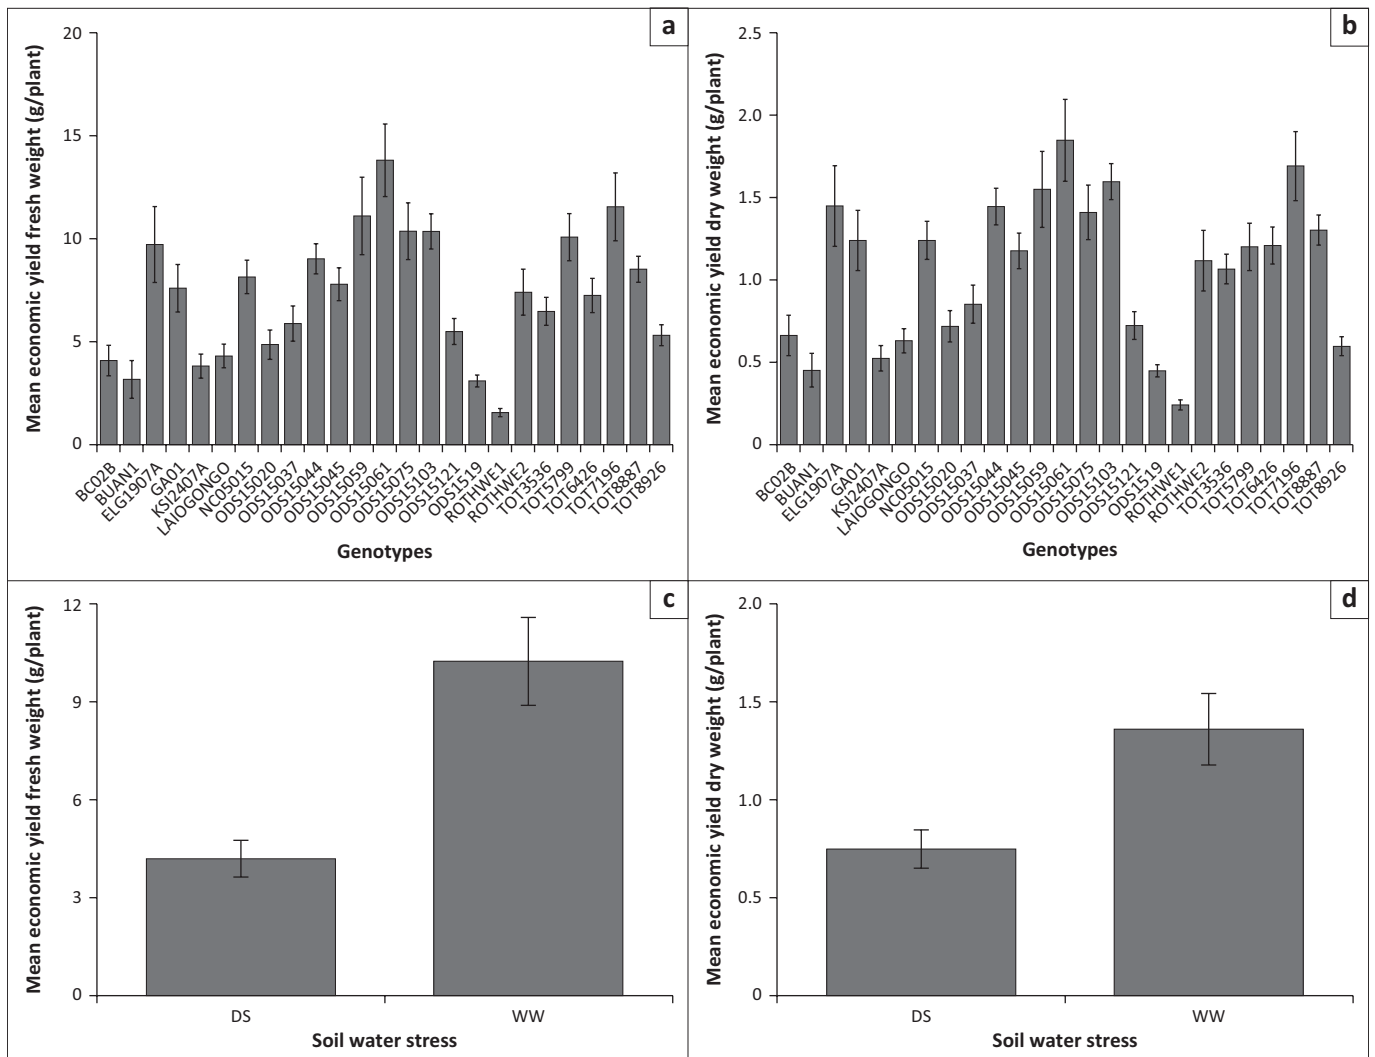 a
Mean economic yield fresh weight (g/plant)
20
15
10
5
0
BC02B
BUAN1
ELG1907A
GA01
KSI2407A
LAIOGONGO
NC05015
ODS15020
ODS15037
ODS15044
ODS15045
ODS15059
ODS15061
ODS15075
ODS15103
ODS15121
ODS1519
ROTHWE1
ROTHWE2
TOT3536
TOT5799
TOT6426
TOT7196
TOT8887
TOT8926
Genotypes
b
Mean economic yield dry weight (g/plant)
2.5
2.0
1.5
1.0
0.5
0
BC02B
BUAN1
ELG1907A
GA01
KSI2407A
LAIOGONGO
NC05015
ODS15020
ODS15037
ODS15044
ODS15045
ODS15059
ODS15061
ODS15075
ODS15103
ODS15121
ODS1519
ROTHWE1
ROTHWE2
TOT3536
TOT5799
TOT6426
TOT7196
TOT8887
TOT8926
Genotypes
c
Mean economic yield fresh weight (g/plant)
12
9
6
3
0
DS
WW
Soil water stress
d
Mean economic yield dry weight (g/plant)
2.0
1.5
1.0
0.5
0
DS
WW
Soil water stress